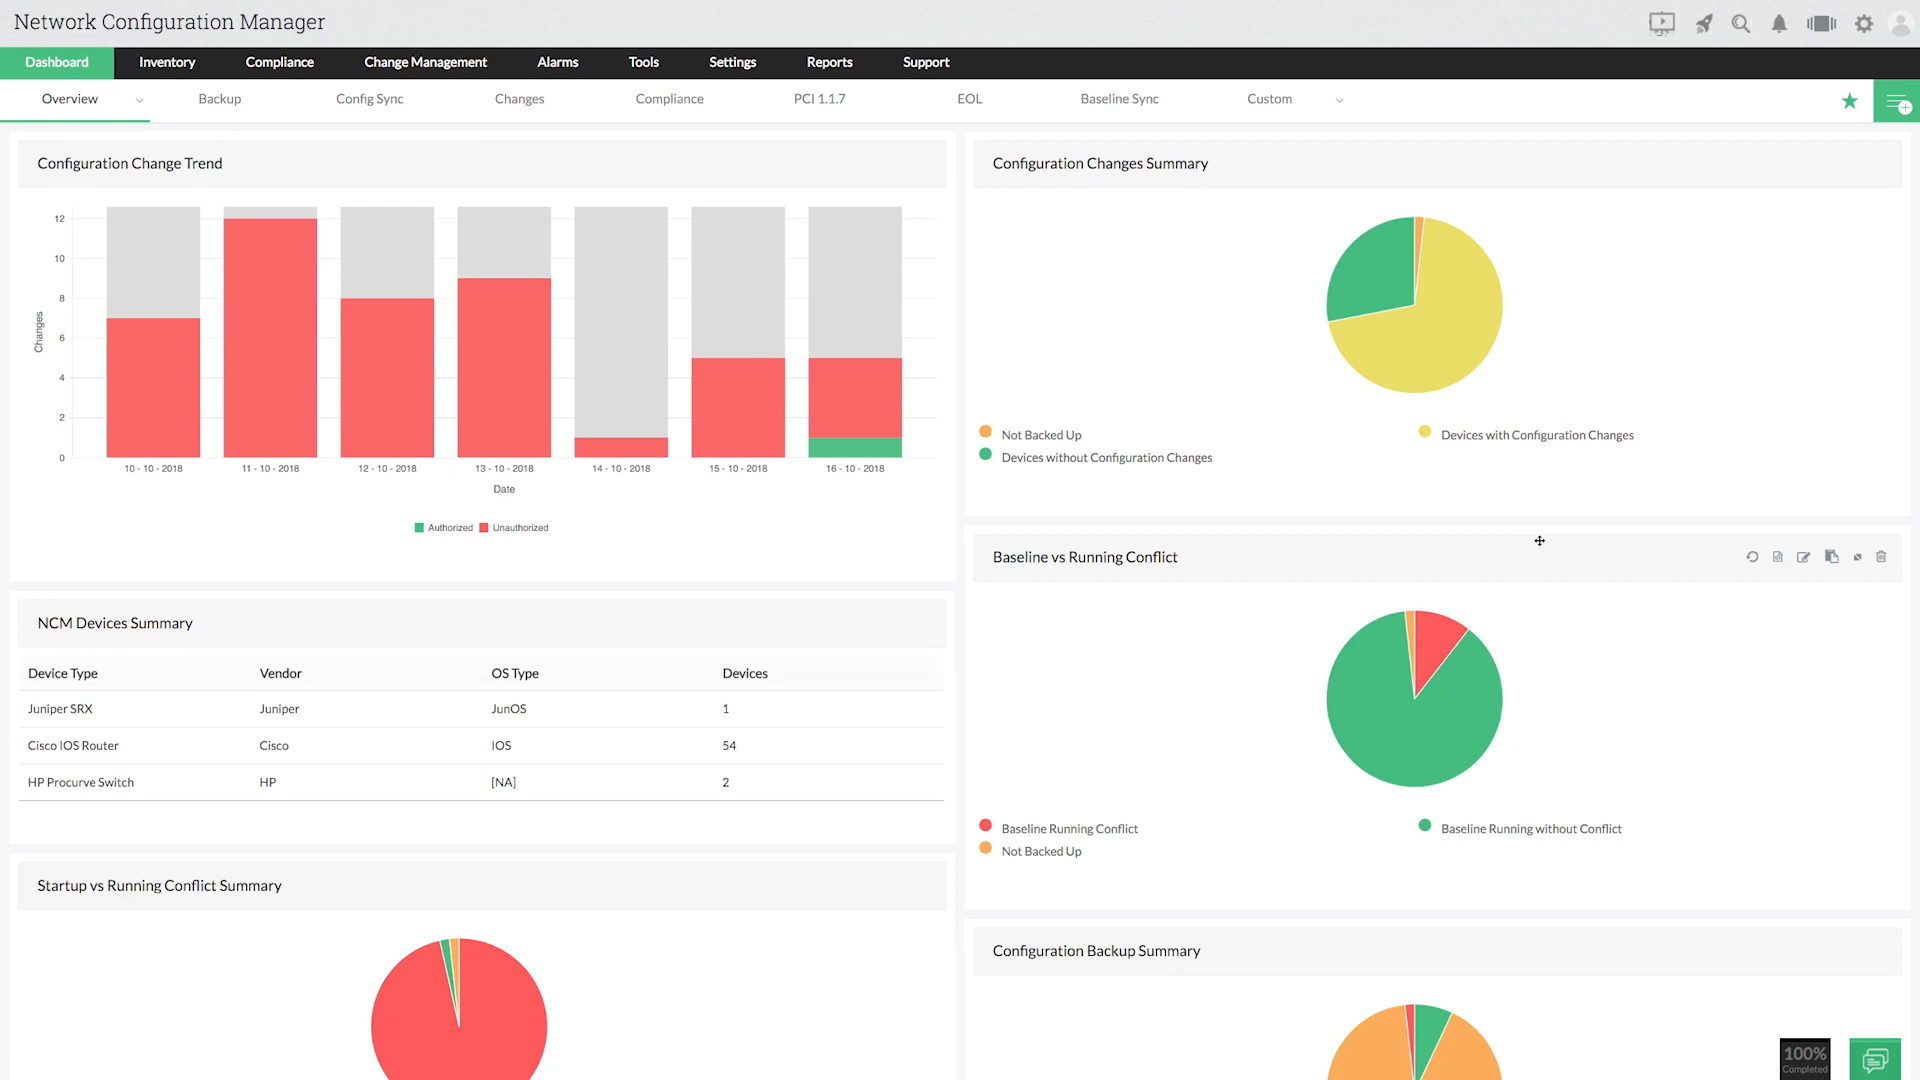 Network Configuration Manager
Dashboard Inventory Compliance Change Management Alarms Tools Settings Reports Support
Overview Backup Config Sync Changes Compliance PCI 1.1.7 EOL Baseline Sync Custom
Configuration Change Trend
12
10
8
6
4
2
0
Changes
10 - 10 - 2018 11 - 10 - 2018 12 - 10 - 2018 13 - 10 - 2018 14 - 10 - 2018 15 - 10 - 2018 16 - 10 - 2018
Date
Authorized Unauthorized
Configuration Changes Summary
Not Backed Up Devices with Configuration Changes
Devices without Configuration Changes
NCM Devices Summary
Device Type Vendor OS Type Devices
Juniper SRX Juniper JunOS 1
Cisco IOS Router Cisco IOS 54
HP Procurve Switch HP [NA] 2
Baseline vs Running Conflict
Baseline Running Conflict Baseline Running without Conflict
Not Backed Up
Startup vs Running Conflict Summary
Configuration Backup Summary
100%
Completed